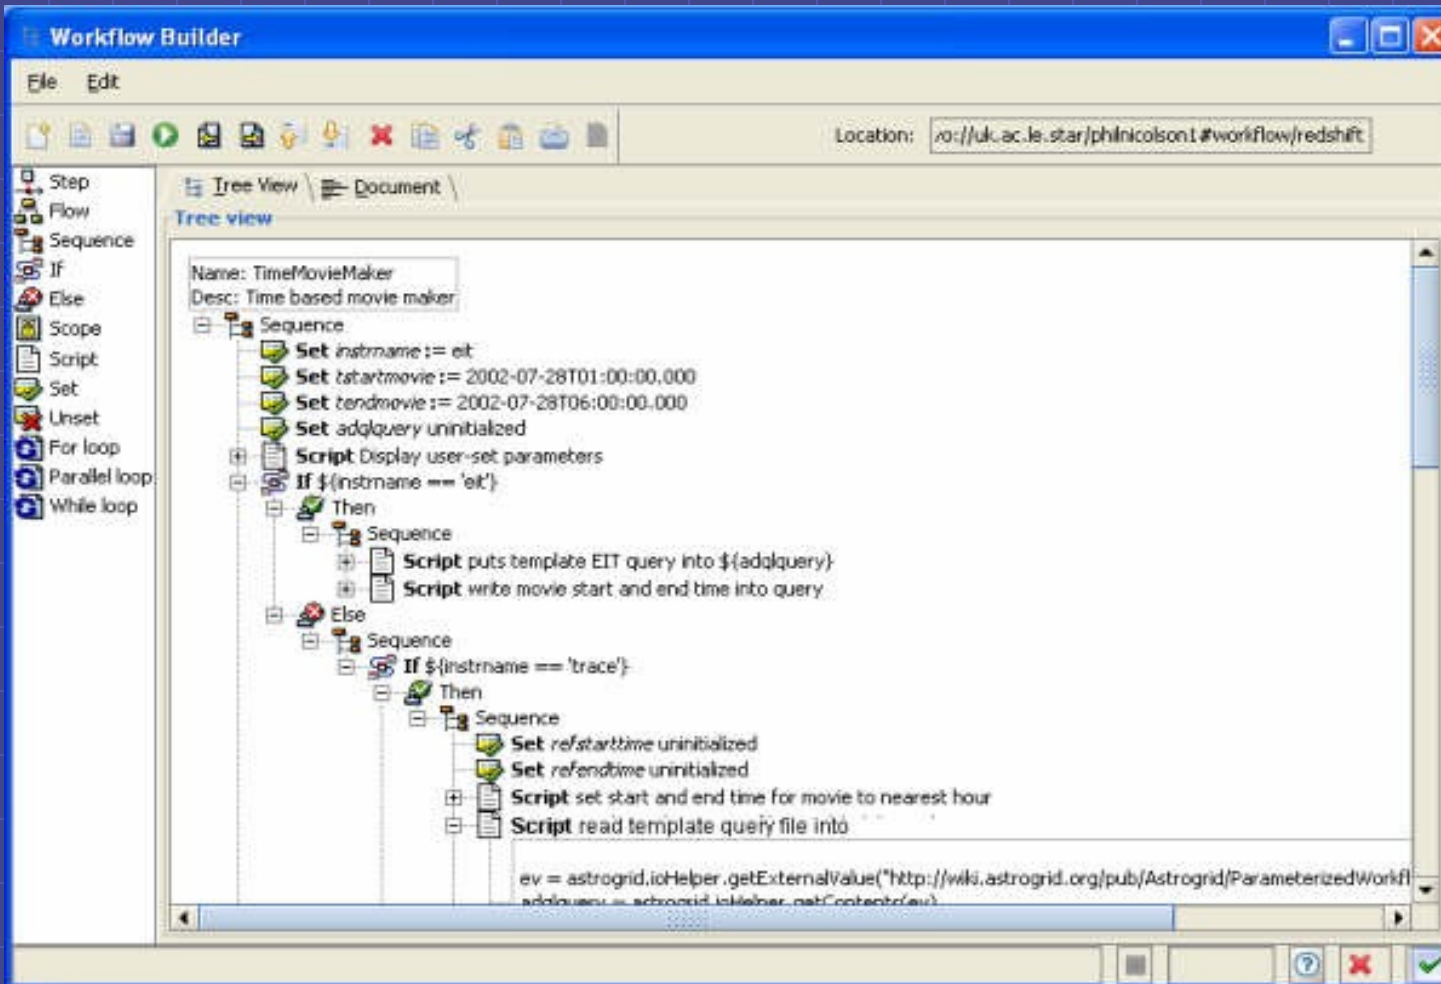 Workflow Builder
File Edit
Location: /o://uk.ac.le.star/philnicolson1#workflow/redshift
Step
Flow
Sequence
If
Else
Scope
Script
Set
Unset
For loop
Parallel loop
While loop
Tree View Document
Tree view
Name: TimeMovieMaker
Desc: Time based movie maker
Sequence
Set instrname := eit
Set tstartmovie := 2002-07-28T01:00:00.000
Set tendmovie := 2002-07-28T06:00:00.000
Set adqlquery uninitialized
Script Display user-set parameters
If ${instrname == 'eit'}
Then
Sequence
Script puts template EIT query into ${adqlquery}
Script write movie start and end time into query
Else
Sequence
If ${instrname == 'trace'}
Then
Sequence
Set refstarttime uninitialized
Set refendtime uninitialized
Script set start and end time for movie to nearest hour
Script read template query file into
ev = astrogrid.ioHelper.getExternalValue("http://wiki.astrogrid.org/pub/Astrogrid/ParameterizedWorkfl
adqlquery = astrogrid.ioHelper.getContents(ev)